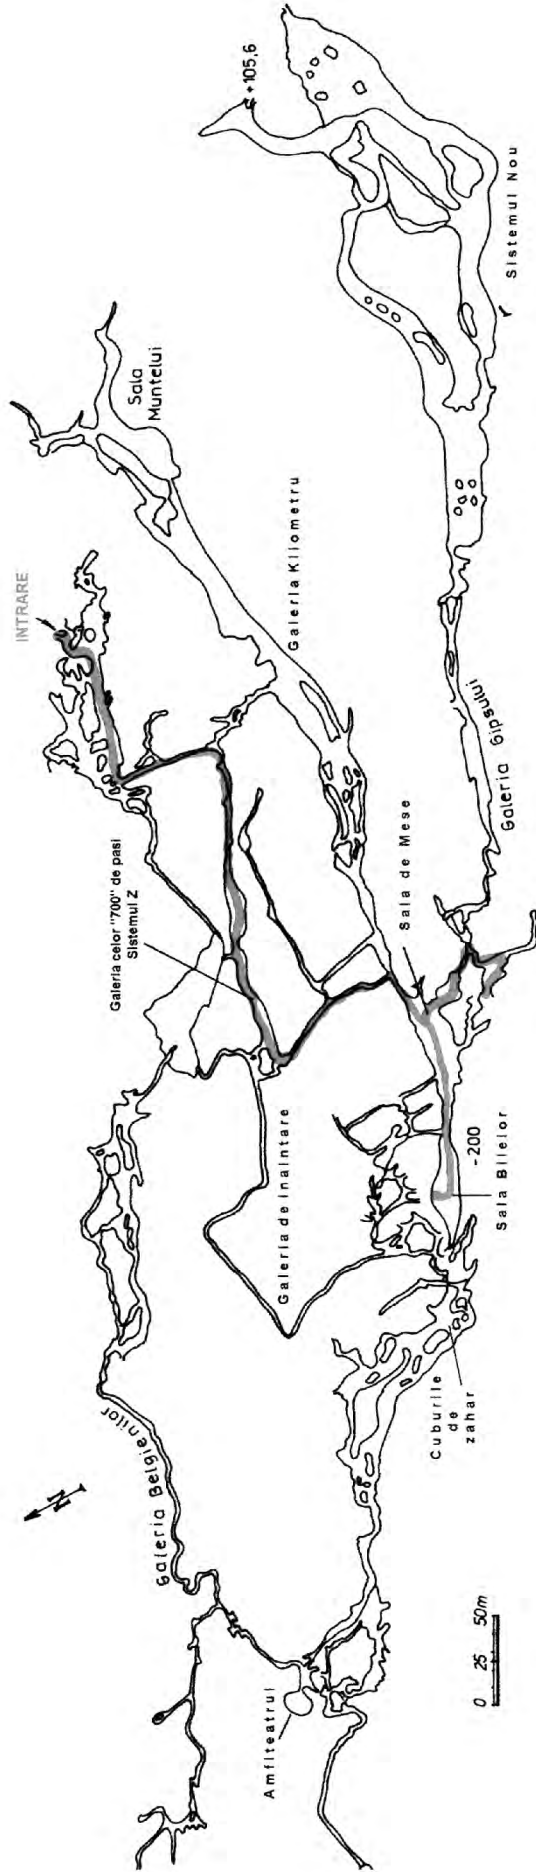 +105,6
Sistemul Nou
Sala
Muntelui
INTRARE
Galeria Kilometru
Galeria Gipsului
Galeria celor "700" de pasi
Sistemul Z
Sala de Mese
Galeria de Inaintare
-200
Sala Bilelor
Galeria Belgienilor
Cuburile
de
zahar
N
Amfiteatrul
0 25 50m